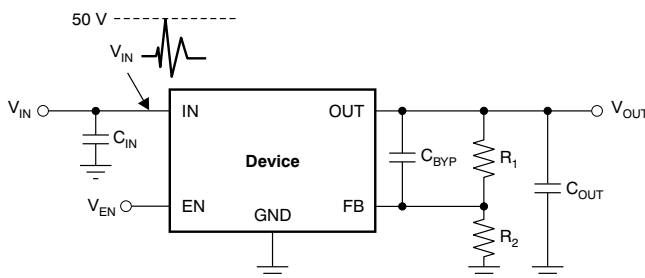 50 V
V_IN
V_IN
IN
OUT
V_OUT
C_IN
Device
C_BYP
R_1
C_OUT
V_EN
EN
GND
FB
R_2